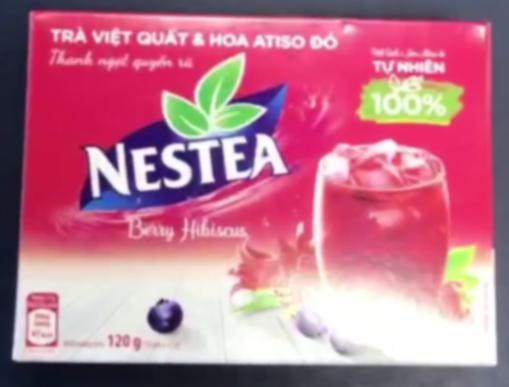 TRÀ VIỆT QUẤT & HOA ATISO ĐỎ
Thanh ngọt quyến rũ
TỰ NHIÊN
100%
NESTEA
Berry Hibiscus
120 g